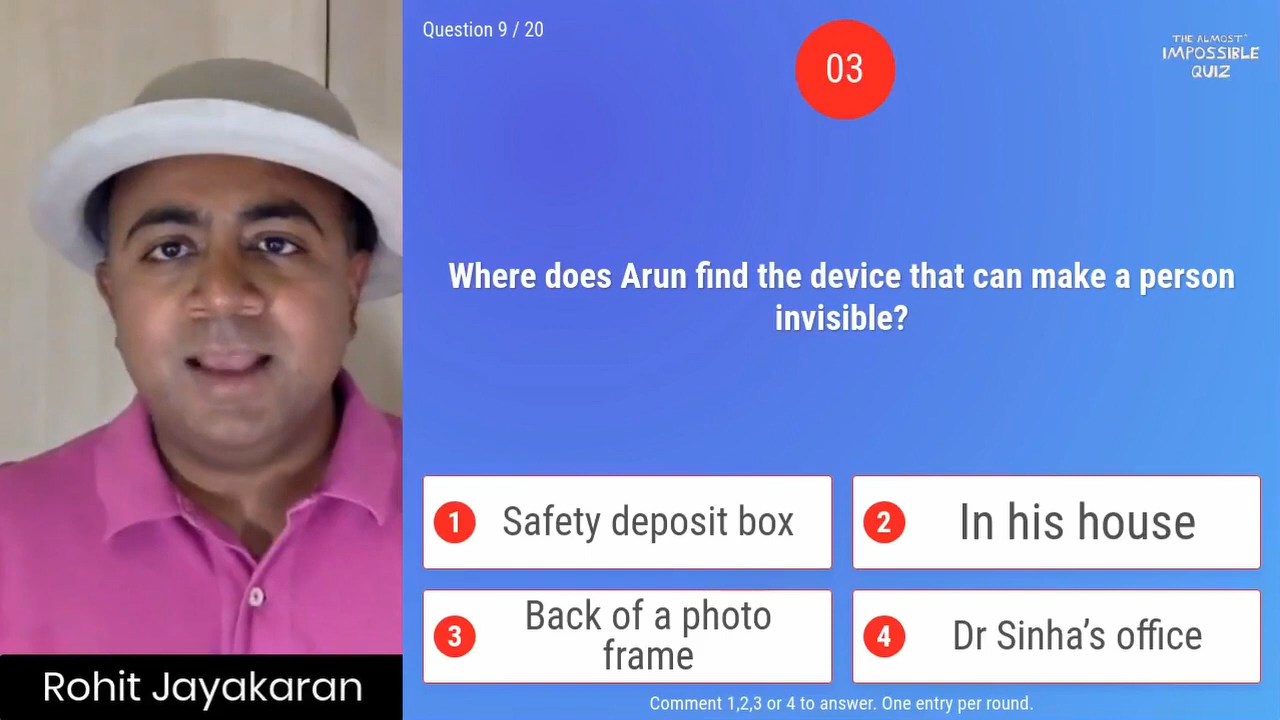 Question 9 / 20
03
THE ALMOST
IMPOSSIBLE
QUIZ
Where does Arun find the device that can make a person
invisible?
1 Safety deposit box
2 In his house
3 Back of a photo
frame
4 Dr Sinha’s office
Comment 1,2,3 or 4 to answer. One entry per round.
Rohit Jayakaran